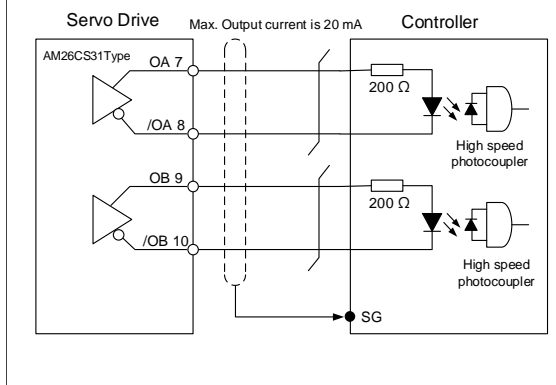 Servo Drive
Max. Output current is 20 mA
Controller
AM26CS31Type
OA 7
200 Ω
/OA 8
High speed
photocoupler
OB 9
200 Ω
/OB 10
High speed
photocoupler
SG